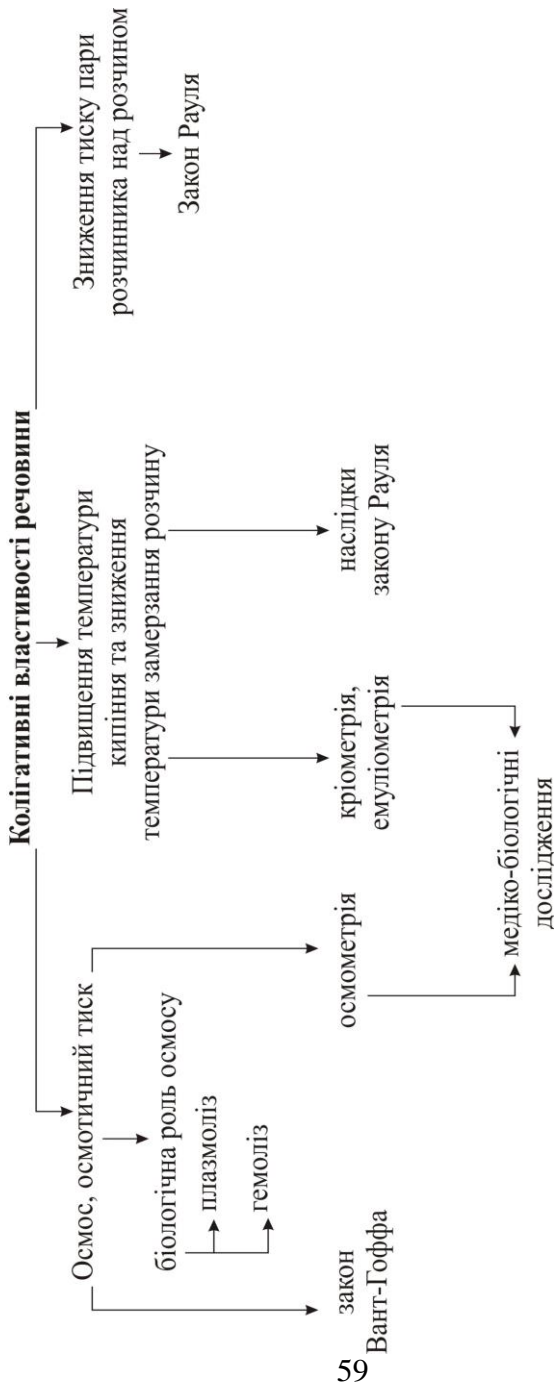 Колігативні властивості речовини
Осмос, осмотичний тиск
біологічна роль осмосу
плазмоліз
гемоліз
закон
Вант-Гоффа
осмометрія
Підвищення температури
кипіння та зниження
температури замерзання розчину
кріометрія,
емуліометрія
наслідки
закону Рауля
медіко-біологічні
дослідження
Зниження тиску пари
розчинника над розчином
Закон Рауля
59